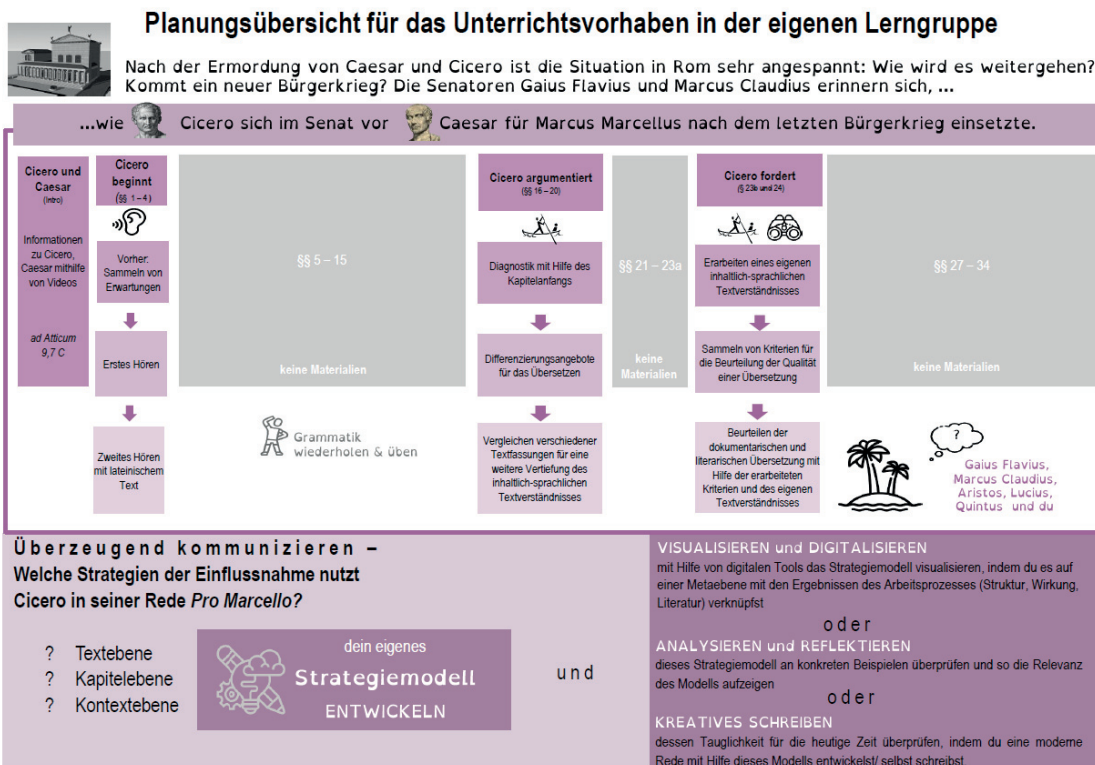 Planungsübersicht für das Unterrichtsvorhaben in der eigenen Lerngruppe
Nach der Ermordung von Caesar und Cicero ist die Situation in Rom sehr angespannt: Wie wird es weitergehen?
Kommt ein neuer Bürgerkrieg? Die Senatoren Gaius Flavius und Marcus Claudius erinnern sich, ...
...wie Cicero sich im Senat vor Caesar für Marcus Marcellus nach dem letzten Bürgerkrieg einsetzte.
Cicero und
Caesar
(Intro)
Informationen
zu Cicero,
Caesar mithilfe
von Videos
ad Atticum
9,7 C
Cicero
beginnt
(§§ 1 – 4)
Vorher:
Sammeln von
Erwartungen
Erstes Hören
Zweites Hören
mit lateinischem
Text
§§ 5 – 15
keine Materialien
Grammatik
wiederholen & üben
Cicero argumentiert
(§§ 16 – 20)
Diagnostik mit Hilfe des
Kapitelanfangs
Differenzierungsangebote
für das Übersetzen
Vergleichen verschiedener
Textfassungen für eine
weitere Vertiefung des
inhaltlich-sprachlichen
Textverständnisses
§§ 21 – 23a
keine
Materialien
Cicero fordert
(§ 23b und 24)
Erarbeiten eines eigenen
inhaltlich-sprachlichen
Textverständnisses
Sammeln von Kriterien für
die Beurteilung der Qualität
einer Übersetzung
Beurteilen der
dokumentarischen und
literarischen Übersetzung mit
Hilfe der erarbeiteten
Kriterien und des eigenen
Textverständnisses
§§ 27 – 34
keine Materialien
?
Gaius Flavius,
Marcus Claudius,
Aristos, Lucius,
Quintus und du
Überzeugend kommunizieren –
Welche Strategien der Einflussnahme nutzt
Cicero in seiner Rede Pro Marcello?
? Textebene
? Kapitelebene
? Kontextebene
dein eigenes
Strategiemodell
ENTWICKELN
und
VISUALISIEREN und DIGITALISIEREN
mit Hilfe von digitalen Tools das Strategiemodell visualisieren, indem du es auf
einer Metaebene mit den Ergebnissen des Arbeitsprozesses (Struktur, Wirkung,
Literatur) verknüpfst
oder
ANALYSIEREN und REFLEKTIEREN
dieses Strategiemodell an konkreten Beispielen überprüfen und so die Relevanz
des Modells aufzeigen
oder
KREATIVES SCHREIBEN
dessen Tauglichkeit für die heutige Zeit überprüfen, indem du eine moderne
Rede mit Hilfe dieses Modells entwickelst/ selbst schreibst